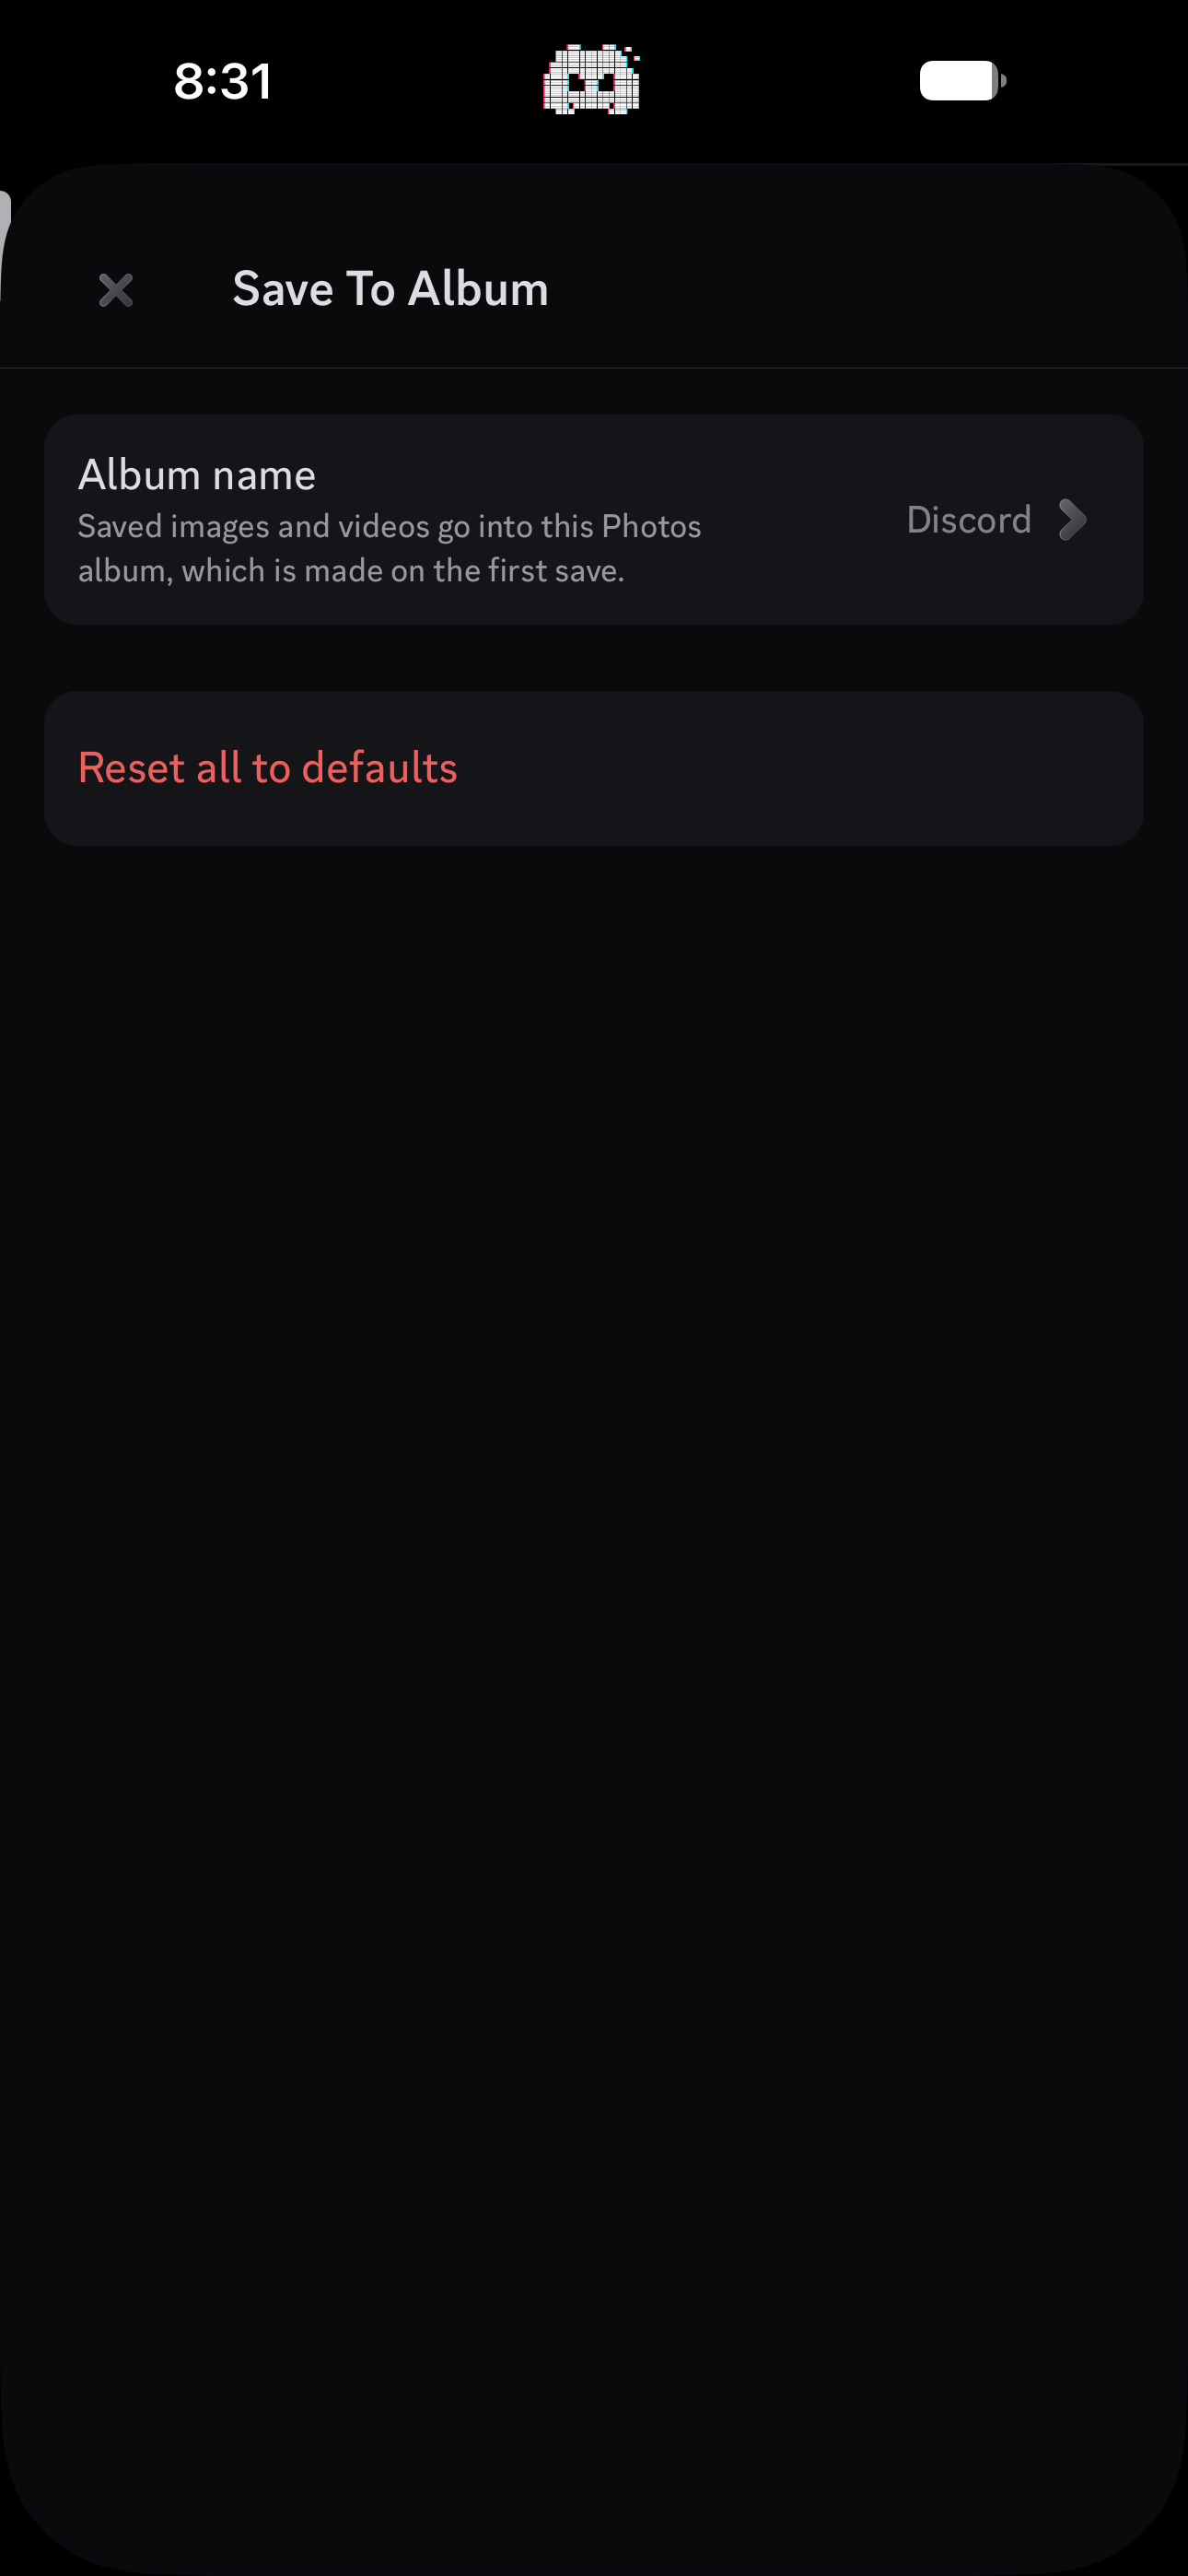 8:31
Save To Album
Album name
Saved images and videos go into this Photos
album, which is made on the first save.
Discord
Reset all to defaults